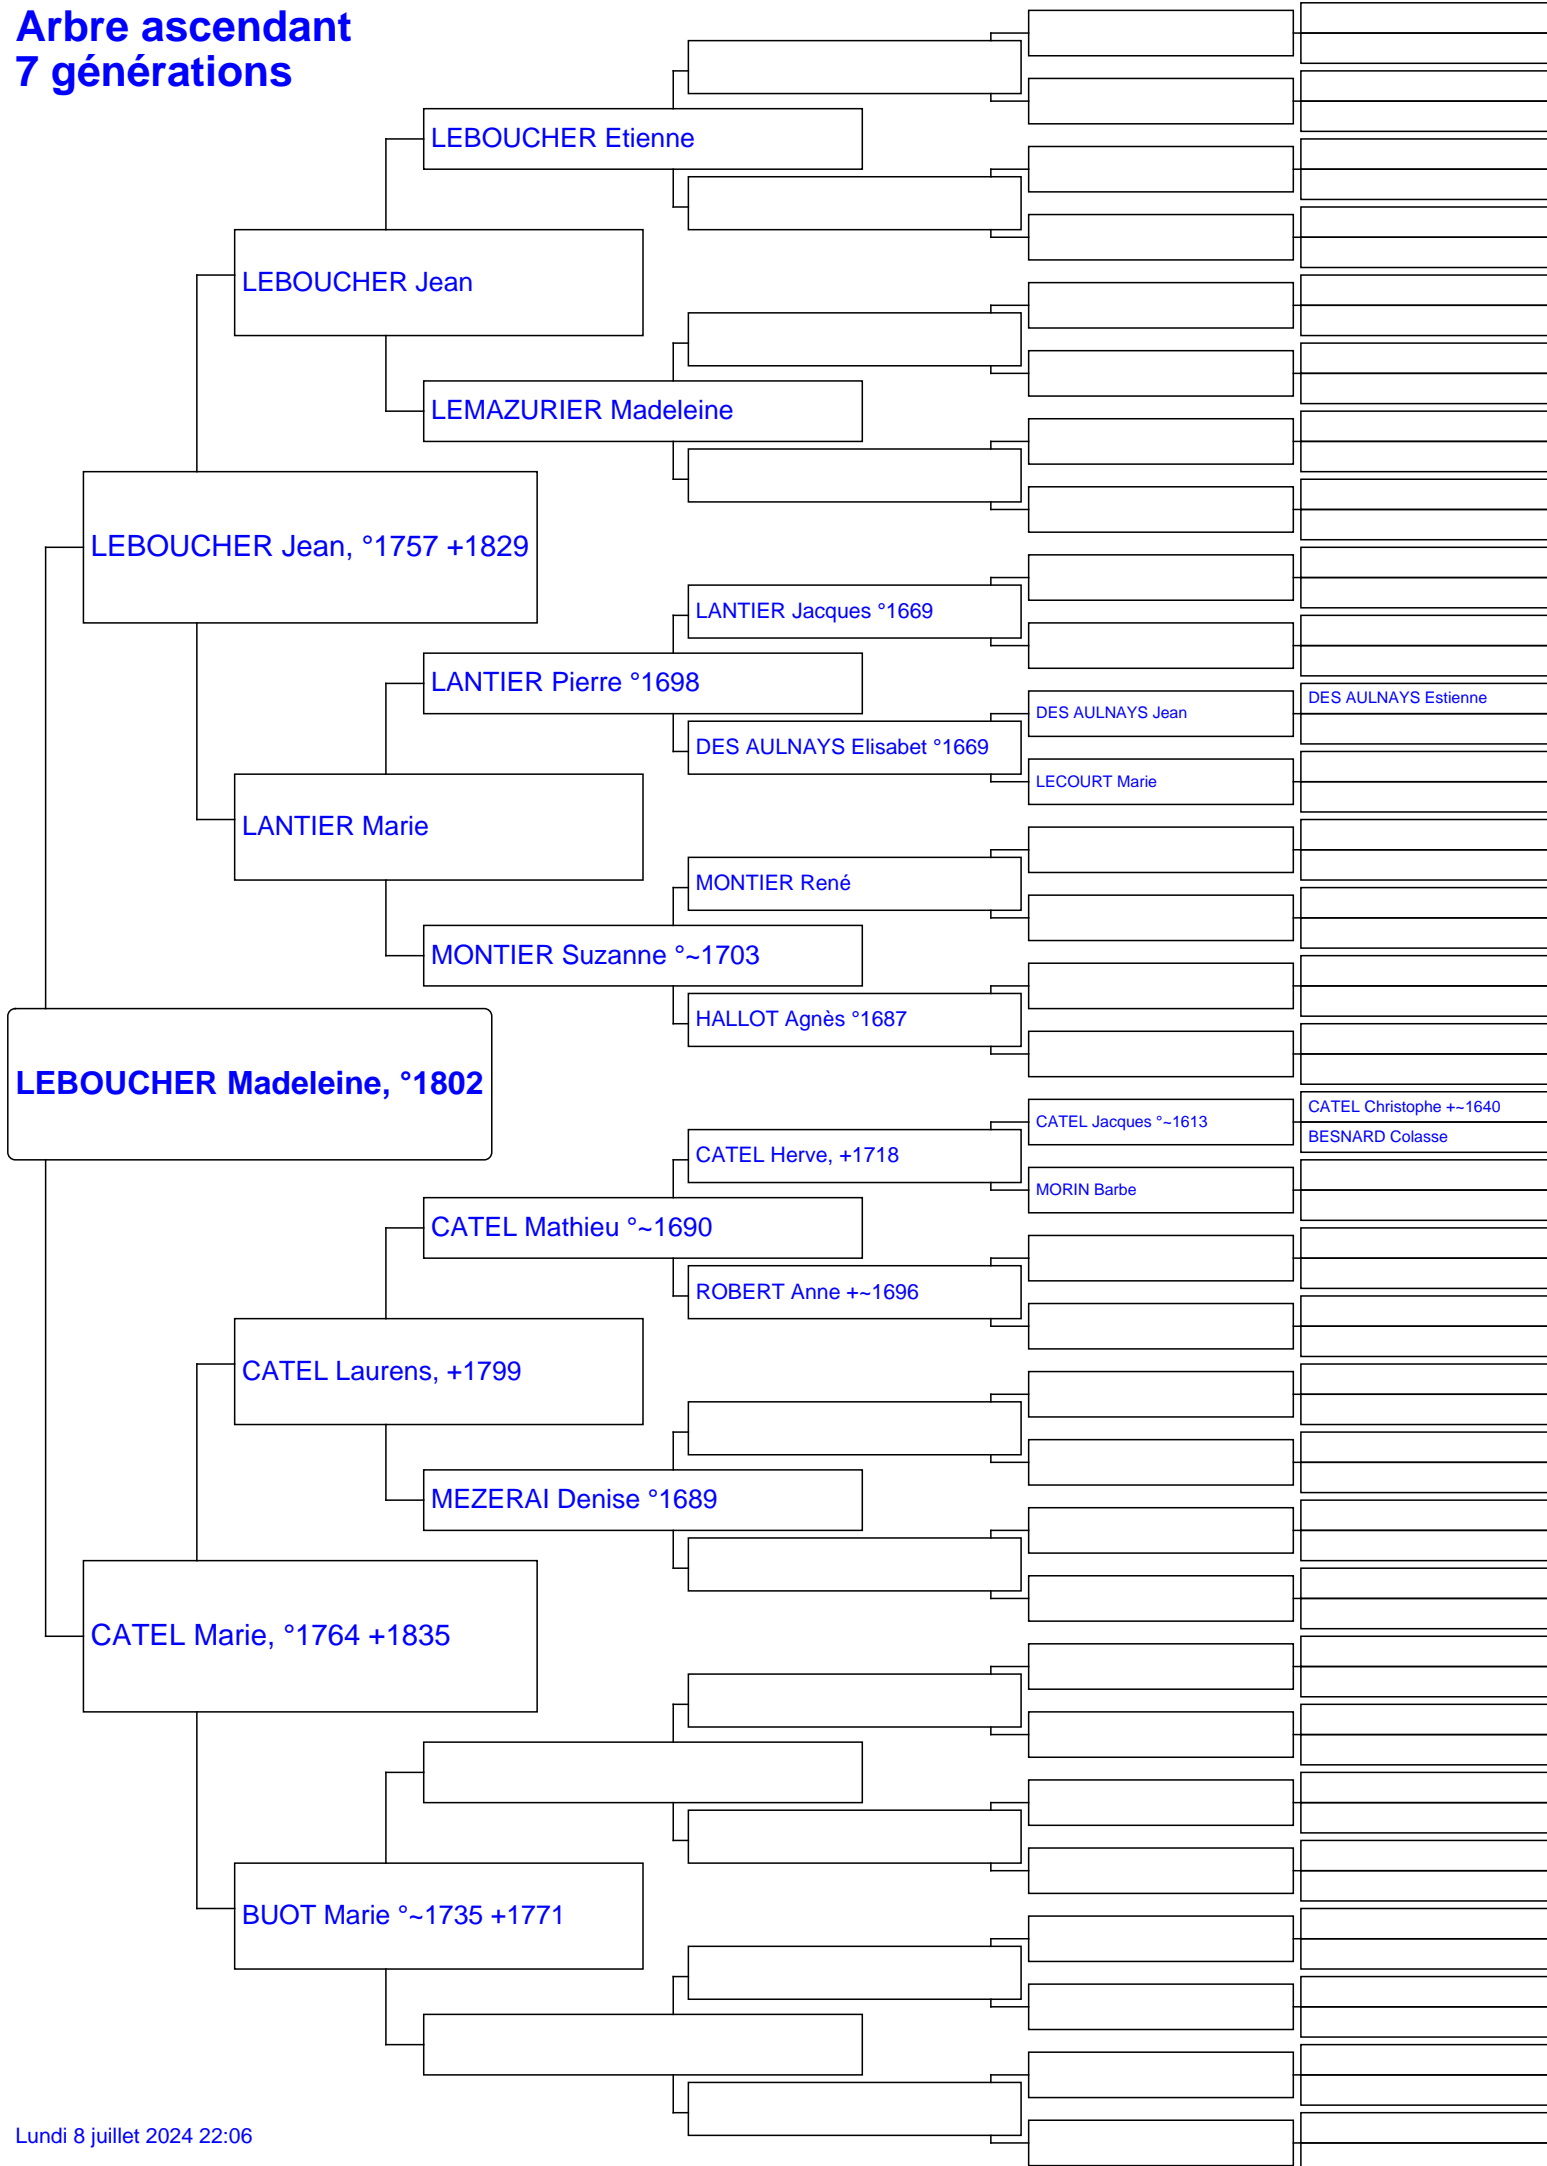 Arbre ascendant
7 générations
LEBOUCHER Etienne
LEBOUCHER Jean
LEMAZURIER Madeleine
LEBOUCHER Jean, °1757 +1829
LANTIER Jacques °1669
LANTIER Pierre °1698
DES AULNAYS Estienne
DES AULNAYS Jean
DES AULNAYS Elisabet °1669
LECOURT Marie
LANTIER Marie
MONTIER René
MONTIER Suzanne °~1703
HALLOT Agnès °1687
LEBOUCHER Madeleine, °1802
CATEL Christophe +~1640
CATEL Jacques °~1613
BESNARD Colasse
CATEL Herve, +1718
MORIN Barbe
CATEL Mathieu °~1690
ROBERT Anne +~1696
CATEL Laurens, +1799
MEZERAI Denise °1689
CATEL Marie, °1764 +1835
BUOT Marie °~1735 +1771
Lundi 8 juillet 2024 22:06